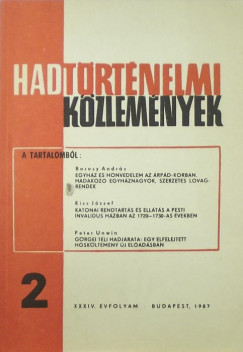 HADTÖRTÉNELMI
KÖZLEMÉNYEK
A TARTALOMBÓL:
Borosy András
EGYHÁZ ÉS HONVÉDELEM AZ ÁRPÁD-KORBAN.
HADAKOZÓ EGYHÁZNAGYOK, SZERZETES LOVAG-
RENDEK
Kiss József
KATONAI RENDTARTÁS ÉS ELLÁTÁS A PESTI
INVALIDUS HÁZBAN AZ 1720–1730-AS ÉVEKBEN
Peter Unwin
GÖRGEI TÉLI HADJÁRATA: EGY ELFELEJTETT
HŐSKÖLTEMÉNY ÚJ ELŐADÁSBAN
2
XXXIV. ÉVFOLYAM BUDAPEST, 1987